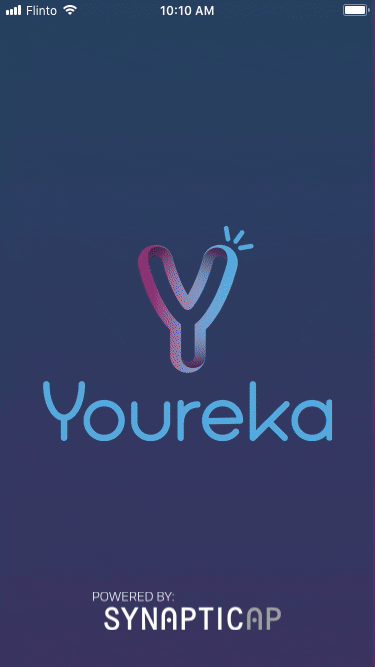 Flinto 10:10 AM
Y
Youreka
POWERED BY:
SYNAPTICAP